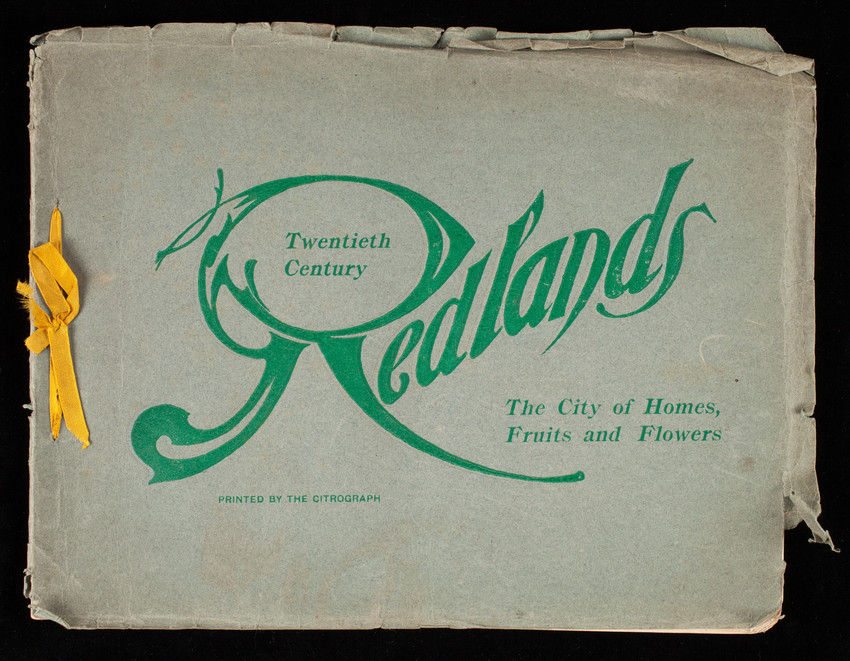 Twentieth
Century
Redlands
The City of Homes,
Fruits and Flowers
PRINTED BY THE CITROGRAPH